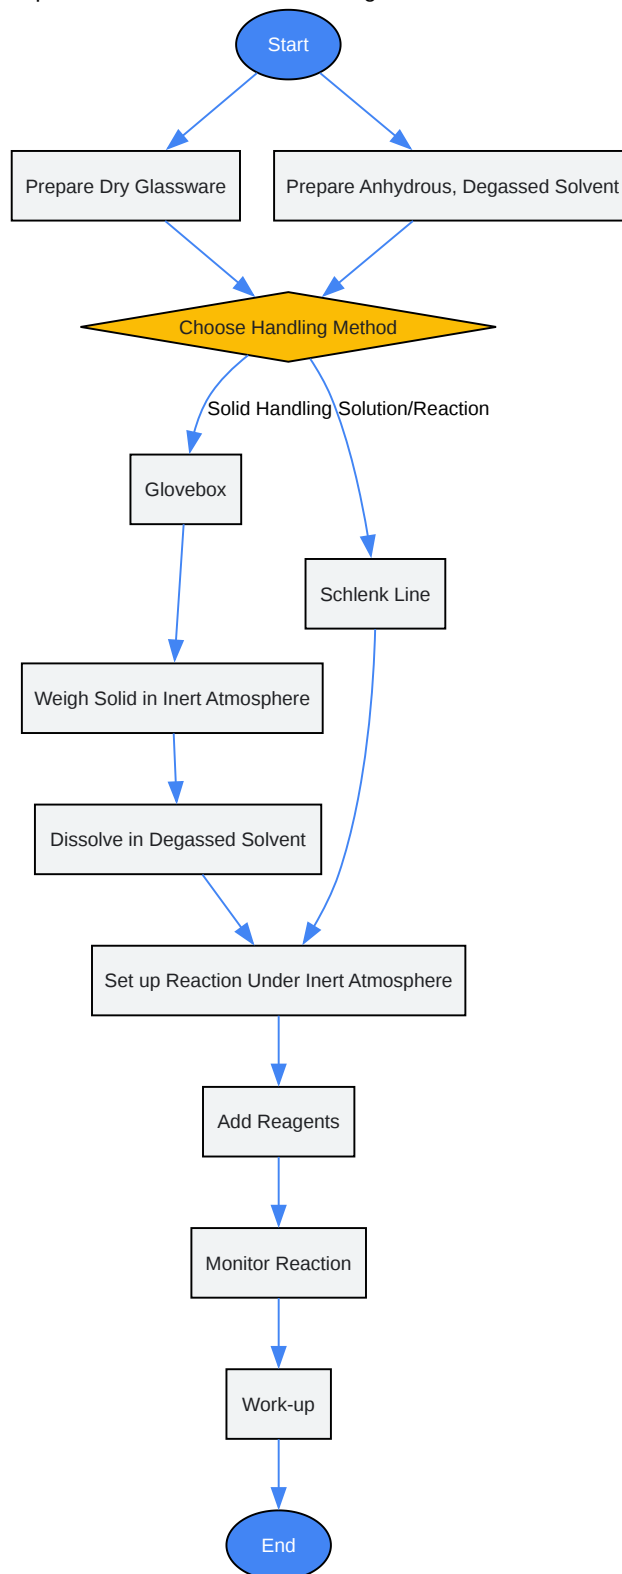 Start
Prepare Dry Glassware
Prepare Anhydrous, Degassed Solvent
Choose Handling Method
Solid Handling
Solution/Reaction
Glovebox
Schlenk Line
Weigh Solid in Inert Atmosphere
Dissolve in Degassed Solvent
Set up Reaction Under Inert Atmosphere
Add Reagents
Monitor Reaction
Work-up
End